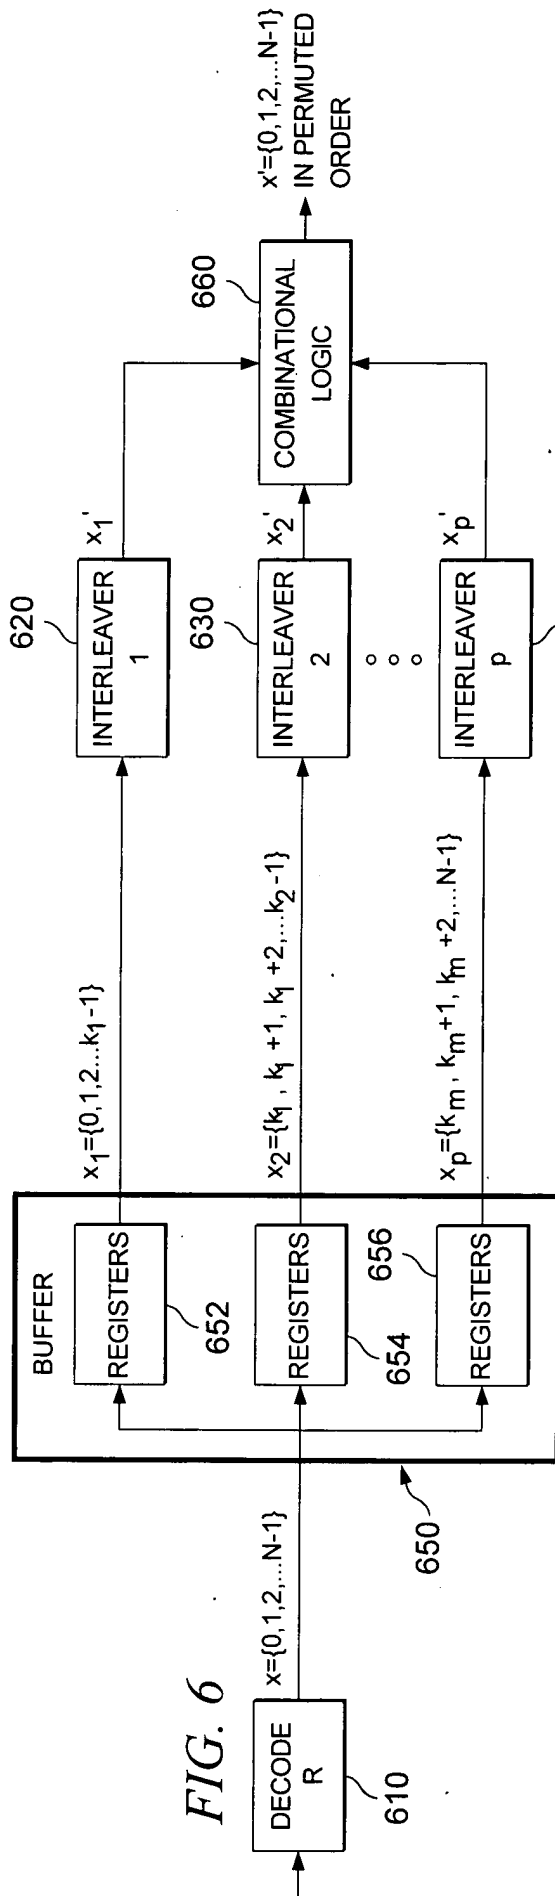 FIG. 6
DECODE
R
610
x={0,1,2,...N-1}
BUFFER
650
REGISTERS
652
REGISTERS
654
REGISTERS
656
x1={0,1,2...k1-1}
x2={k1, k1+1, k1+2,...k2-1}
xp={km, km+1, km+2,...N-1}
INTERLEAVER
1
620
INTERLEAVER
2
630
INTERLEAVER
p
x1'
x2'
xp'
COMBINATIONAL
LOGIC
660
x'={0,1,2,...N-1}
IN PERMUTED
ORDER